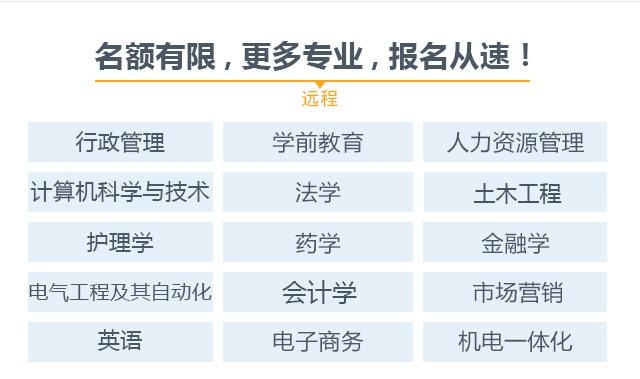 名额有限，更多专业，报名从速！
远程
行政管理 学前教育 人力资源管理
计算机科学与技术 法学 土木工程
护理学 药学 金融学
电气工程及其自动化 会计学 市场营销
英语 电子商务 机电一体化